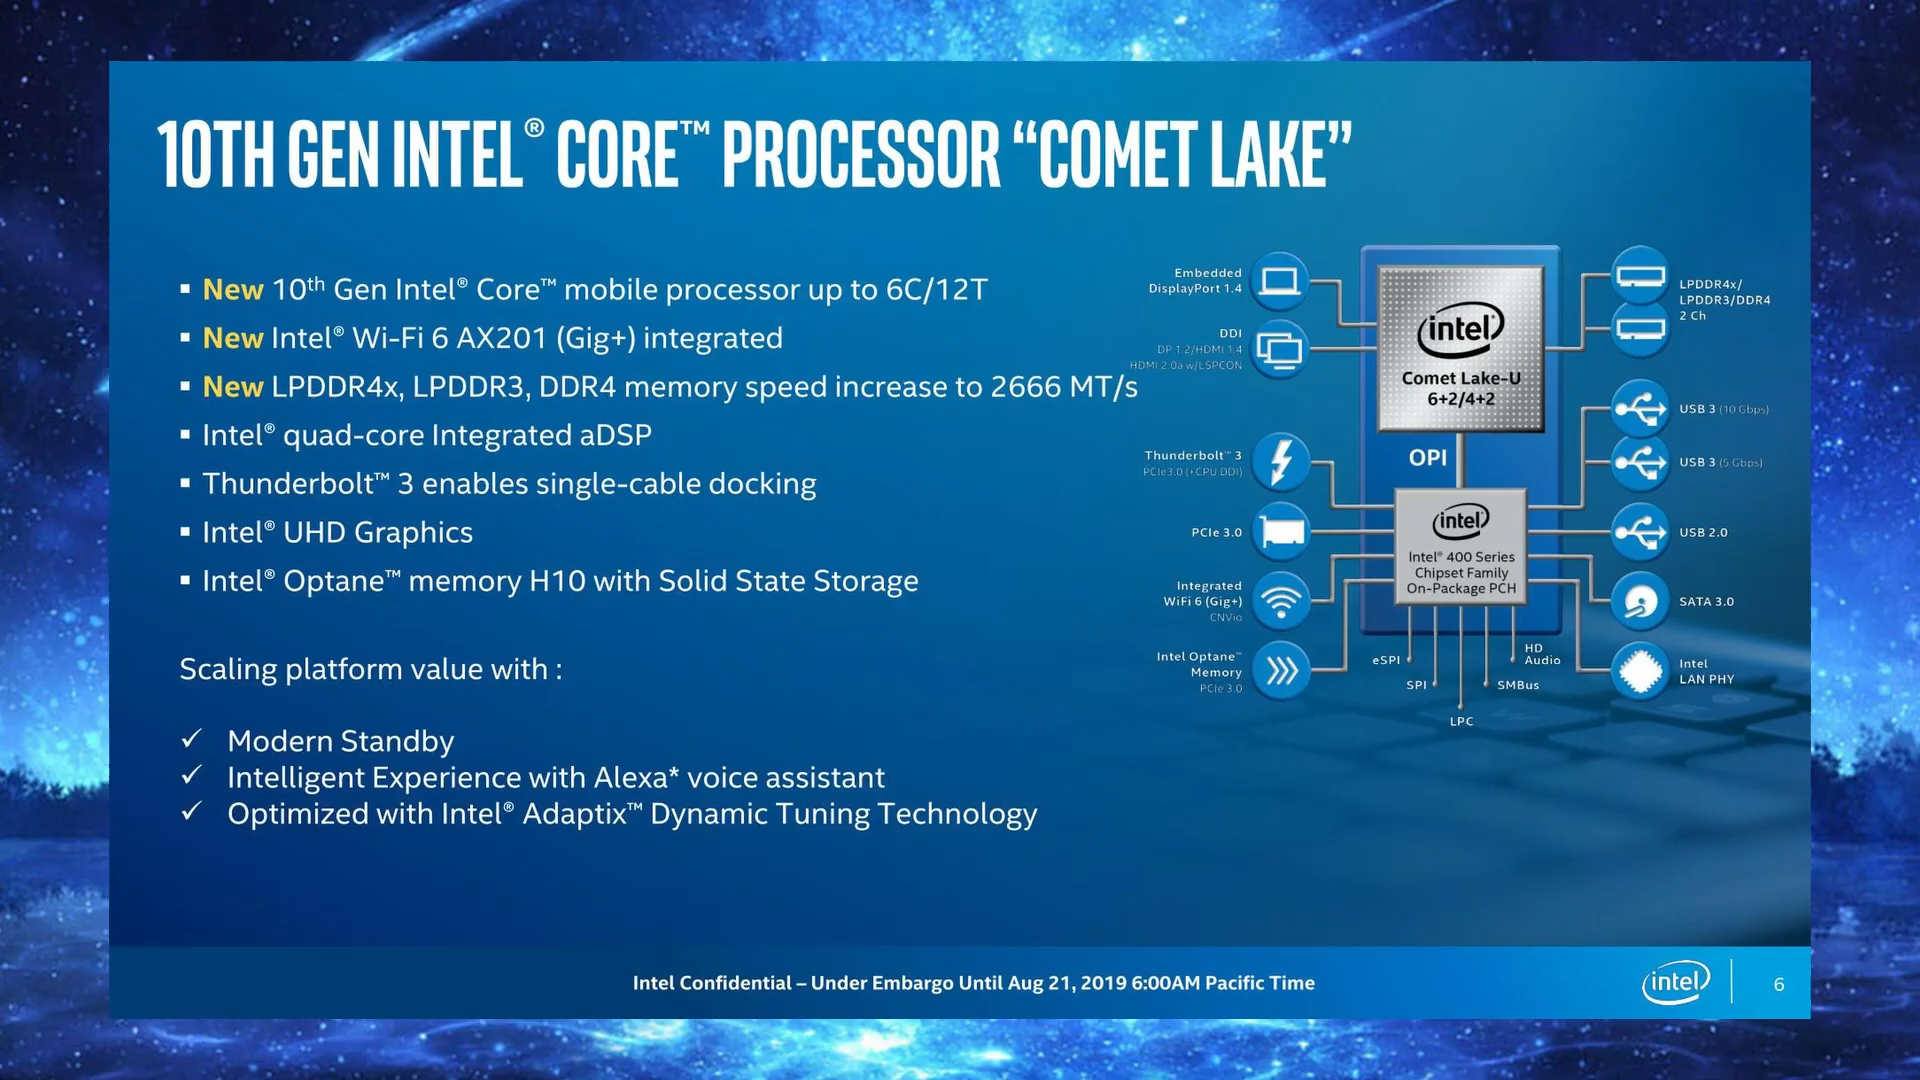 10TH GEN INTEL® CORE™ PROCESSOR “COMET LAKE”
▪ New 10th Gen Intel® Core™ mobile processor up to 6C/12T
▪ New Intel® Wi-Fi 6 AX201 (Gig+) integrated
▪ New LPDDR4x, LPDDR3, DDR4 memory speed increase to 2666 MT/s
▪ Intel® quad-core Integrated aDSP
▪ Thunderbolt™ 3 enables single-cable docking
▪ Intel® UHD Graphics
▪ Intel® Optane™ memory H10 with Solid State Storage
Scaling platform value with :
✓ Modern Standby
✓ Intelligent Experience with Alexa* voice assistant
✓ Optimized with Intel® Adaptix™ Dynamic Tuning Technology
Embedded
DisplayPort 1.4
DDI
DP 1.2/HDMI 1.4
HDMI 2.0a w/LSPCON
Thunderbolt™ 3
PCIe3.0 (+CPU DDI)
PCIe 3.0
Integrated
WiFi 6 (Gig+)
CNVio
Intel Optane™
Memory
PCIe 3.0
intel
Comet Lake-U
6+2/4+2
OPI
intel
Intel® 400 Series
Chipset Family
On-Package PCH
eSPI
SPI
LPC
SMBus
HD
Audio
LPDDR4x/
LPDDR3/DDR4
2 Ch
USB 3 (10 Gbps)
USB 3 (5 Gbps)
USB 2.0
SATA 3.0
Intel
LAN PHY
Intel Confidential – Under Embargo Until Aug 21, 2019 6:00AM Pacific Time
intel
6